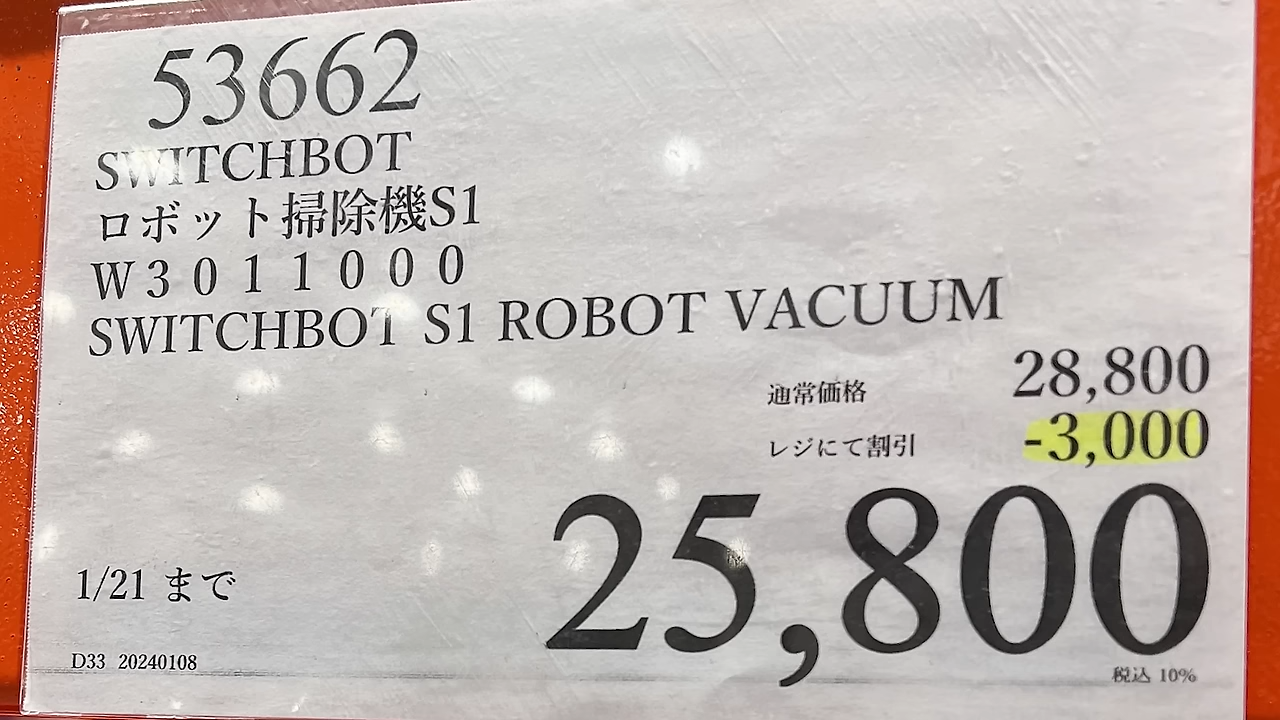 53662
SWITCHBOT
ロボット掃除機S1
W3011000
SWITCHBOT S1 ROBOT VACUUM
通常価格 28,800
レジにて割引 -3,000
25,800
1/21 まで
D33 20240108
税込 10%